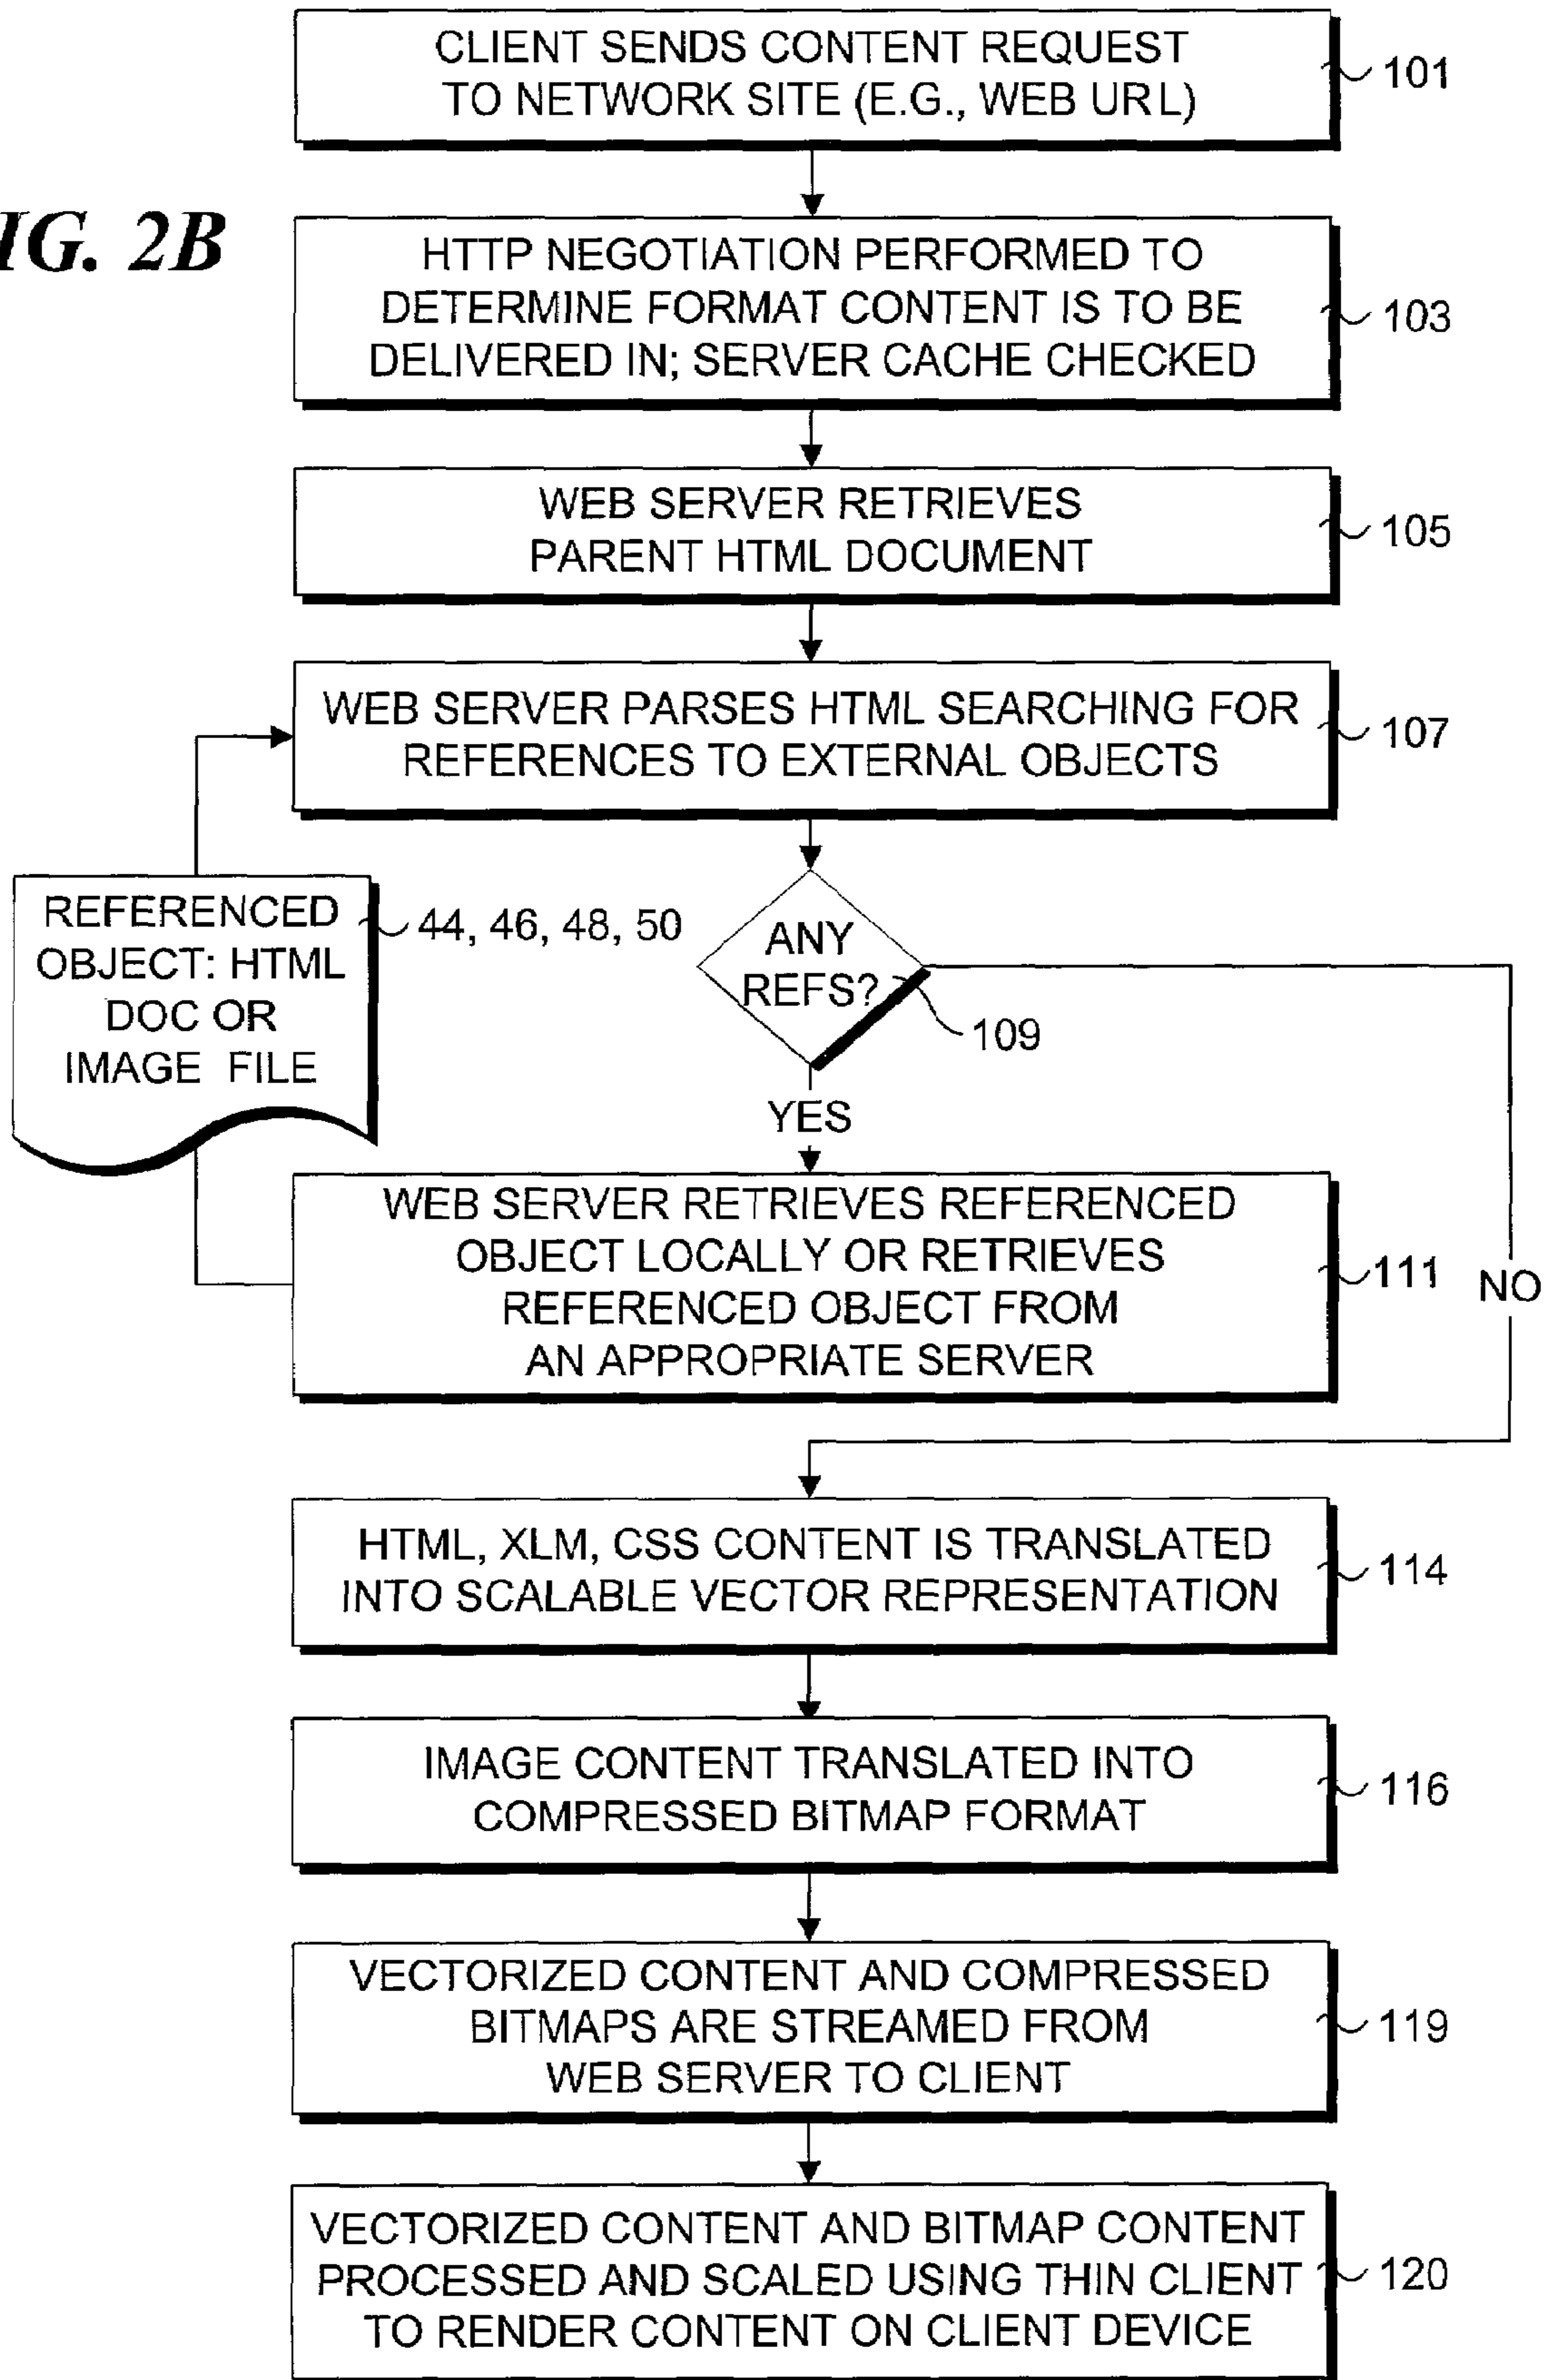 CLIENT SENDS CONTENT REQUEST
TO NETWORK SITE (E.G., WEB URL)
101
IG. 2B
HTTP NEGOTIATION PERFORMED TO
DETERMINE FORMAT CONTENT IS TO BE
DELIVERED IN; SERVER CACHE CHECKED
103
WEB SERVER RETRIEVES
PARENT HTML DOCUMENT
105
WEB SERVER PARSES HTML SEARCHING FOR
REFERENCES TO EXTERNAL OBJECTS
107
REFERENCED
OBJECT: HTML
DOC OR
IMAGE FILE
44, 46, 48, 50
ANY
REFS?
109
YES
WEB SERVER RETRIEVES REFERENCED
OBJECT LOCALLY OR RETRIEVES
REFERENCED OBJECT FROM
AN APPROPRIATE SERVER
111
NO
HTML, XLM, CSS CONTENT IS TRANSLATED
INTO SCALABLE VECTOR REPRESENTATION
114
IMAGE CONTENT TRANSLATED INTO
COMPRESSED BITMAP FORMAT
116
VECTORIZED CONTENT AND COMPRESSED
BITMAPS ARE STREAMED FROM
WEB SERVER TO CLIENT
119
VECTORIZED CONTENT AND BITMAP CONTENT
PROCESSED AND SCALED USING THIN CLIENT
TO RENDER CONTENT ON CLIENT DEVICE
120